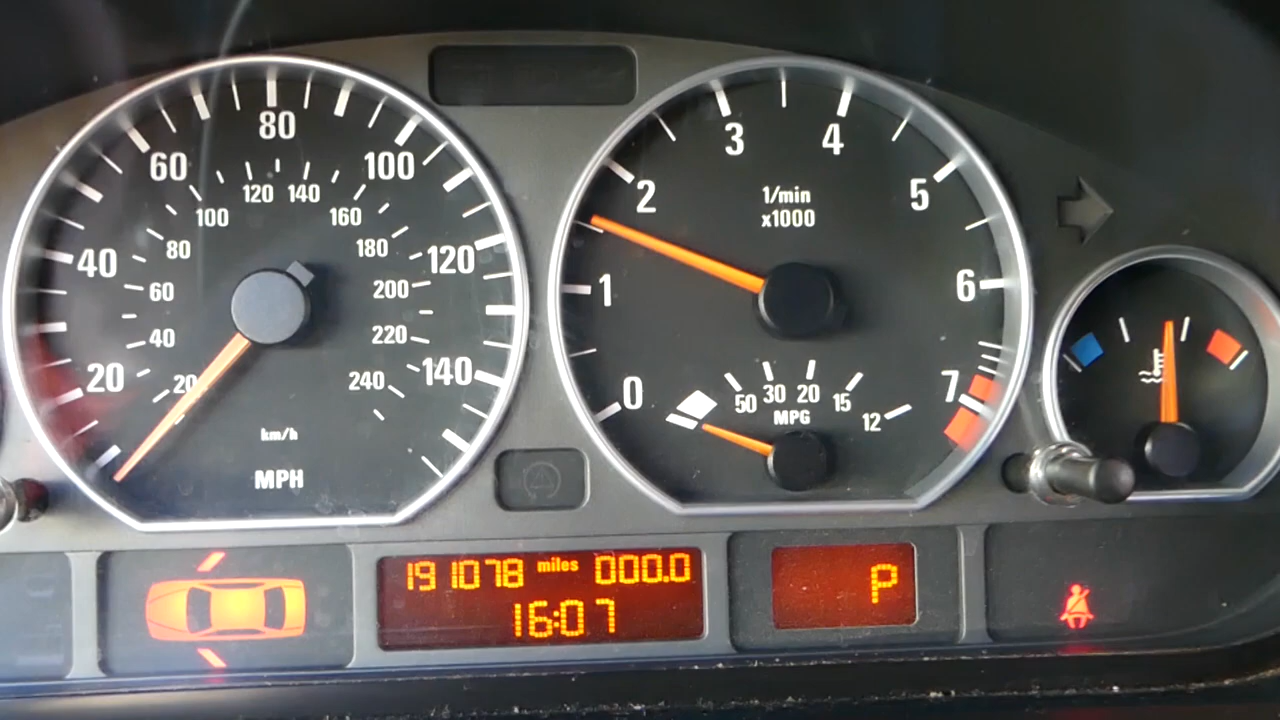 20 40 60 80 100 120 140
20 40 60 80 100 120 140 160 180 200 220 240
km/h
MPH
0 1 2 3 4 5 6 7
1/min
x1000
50 30 20 15 12
MPG
191078 miles 000.0
16:07
P